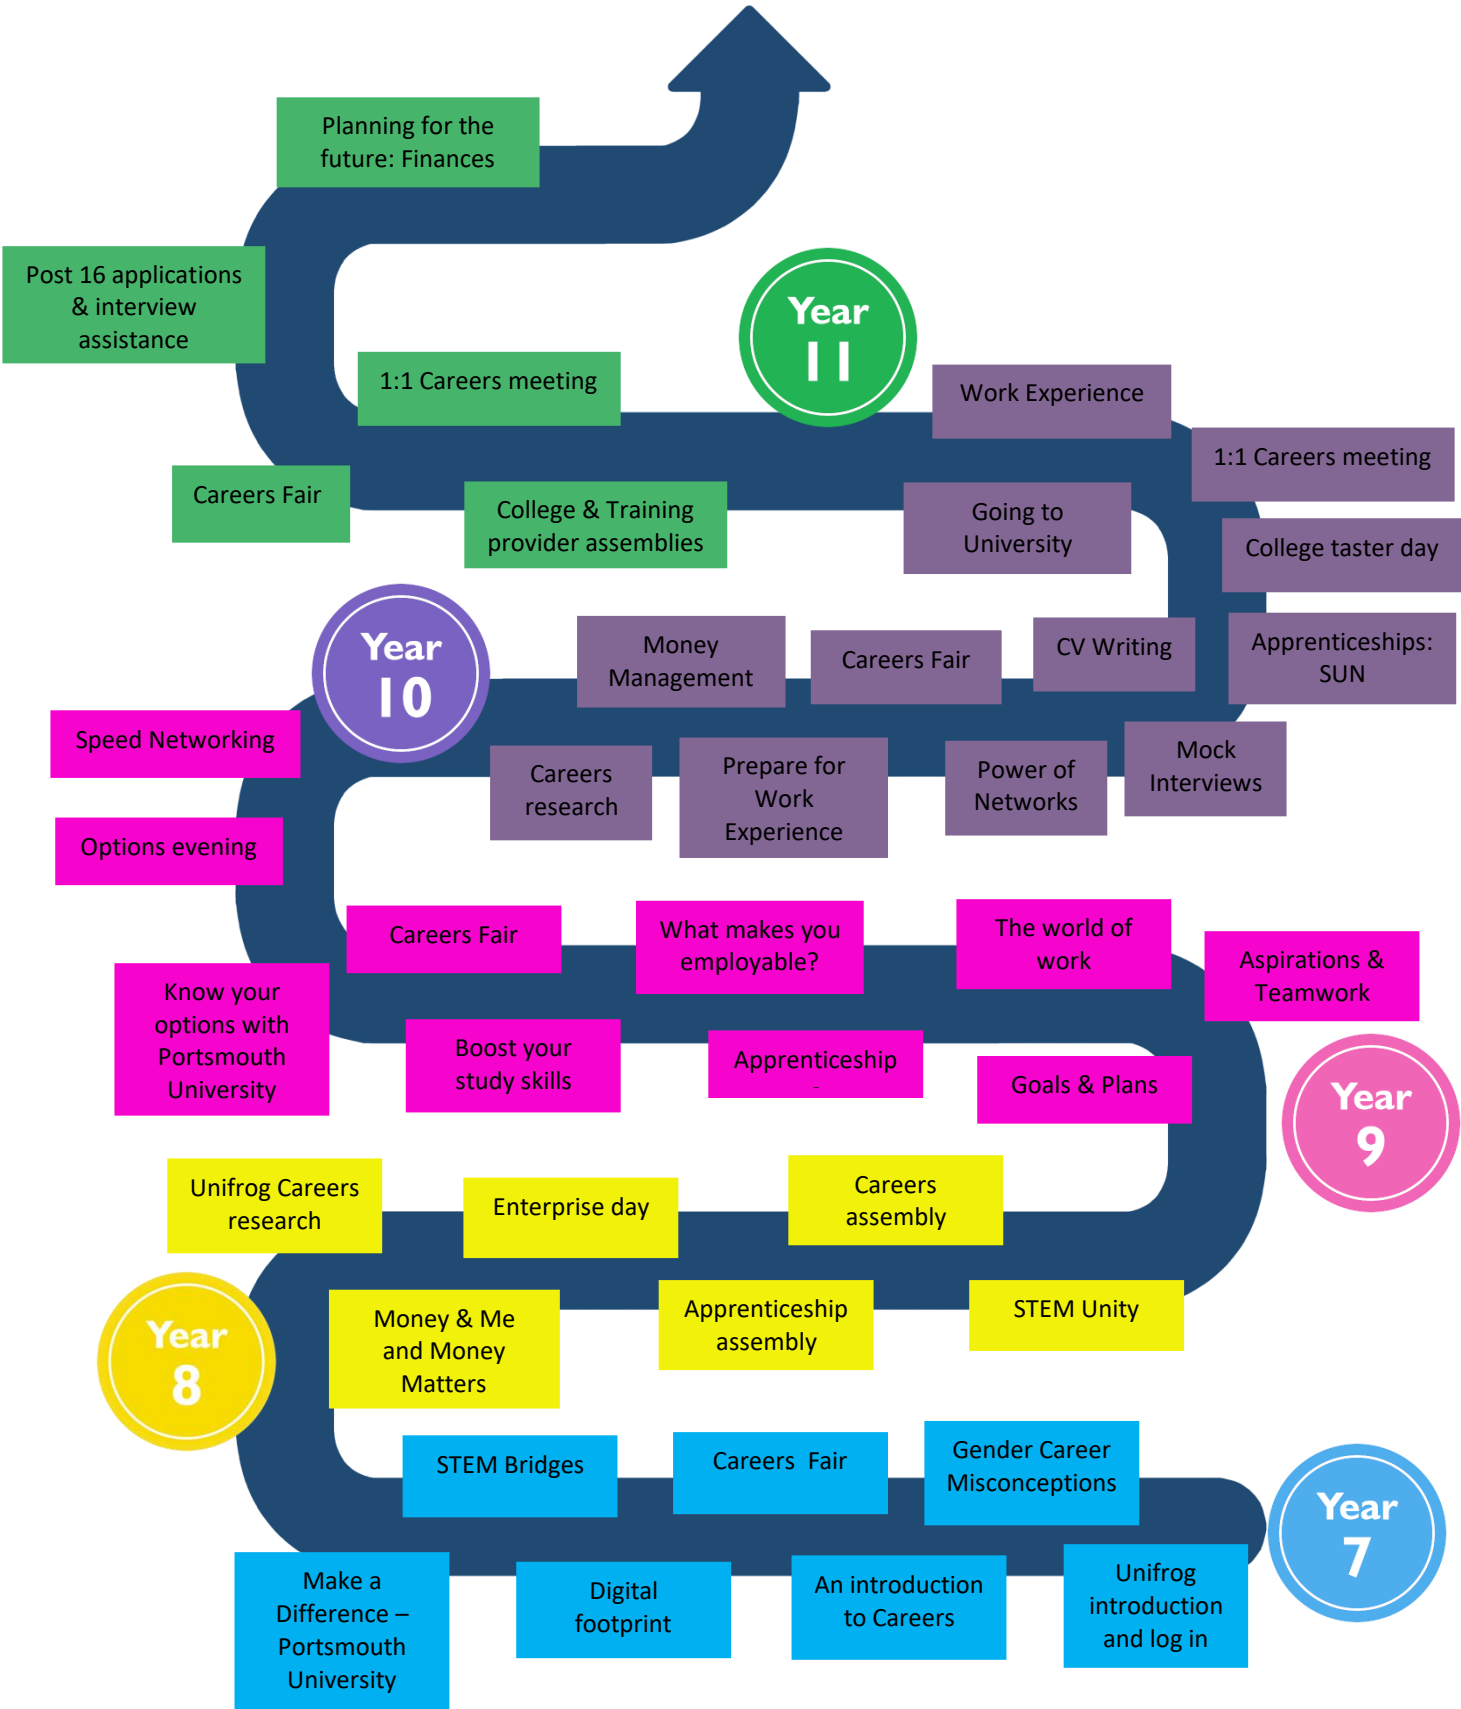 Planning for the
future: Finances
Post 16 applications
& interview
assistance
Year
11
1:1 Careers meeting
Work Experience
1:1 Careers meeting
Careers Fair
College & Training
provider assemblies
Going to
University
College taster day
Year
10
Money
Management
Careers Fair
CV Writing
Apprenticeships:
SUN
Speed Networking
Careers
research
Prepare for
Work
Experience
Power of
Networks
Mock
Interviews
Options evening
Careers Fair
What makes you
employable?
The world of
work
Aspirations &
Teamwork
Know your
options with
Portsmouth
University
Boost your
study skills
Apprenticeship
Goals & Plans
Year
9
Unifrog Careers
research
Enterprise day
Careers
assembly
Year
8
Money & Me
and Money
Matters
Apprenticeship
assembly
STEM Unity
STEM Bridges
Careers  Fair
Gender Career
Misconceptions
Year
7
Make a
Difference –
Portsmouth
University
Digital
footprint
An introduction
to Careers
Unifrog
introduction
and log in